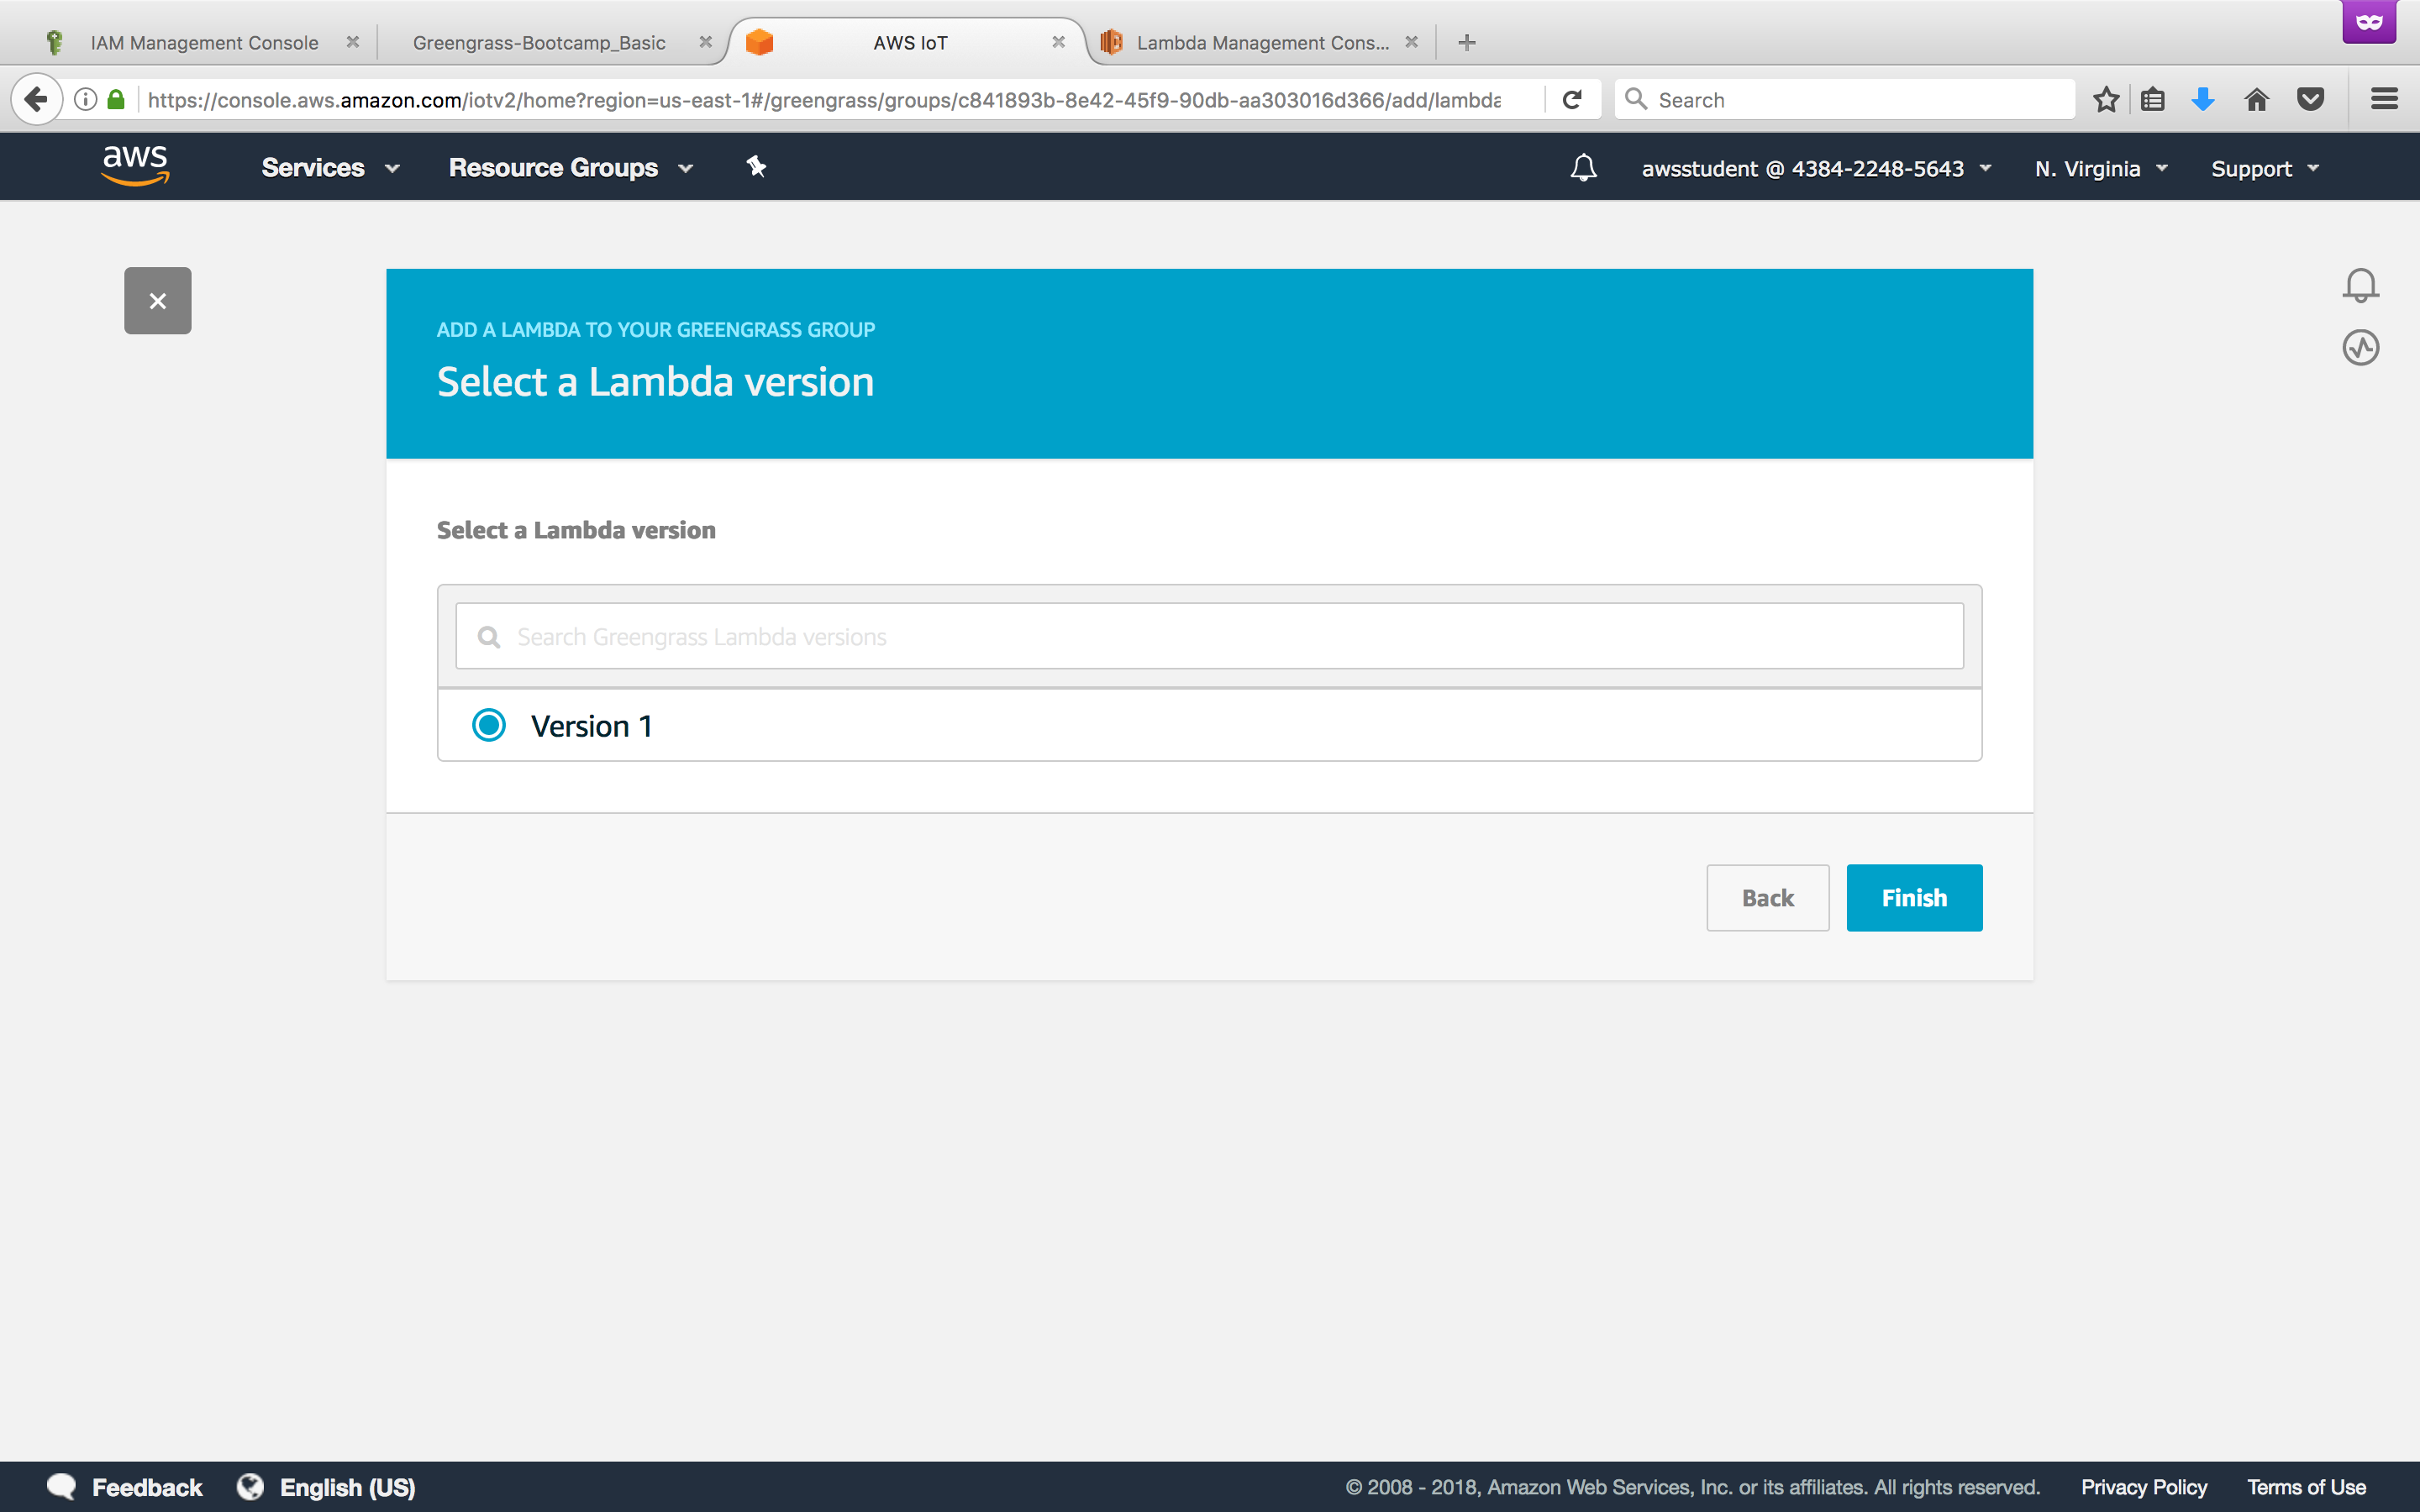 IAM Management Console
Greengrass-Bootcamp_Basic
AWS IoT
Lambda Management Cons...
https://console.aws.amazon.com/iotv2/home?region=us-east-1#/greengrass/groups/c841893b-8e42-45f9-90db-aa303016d366/add/lambda
Search
aws
Services
Resource Groups
awsstudent @ 4384-2248-5643
N. Virginia
Support
ADD A LAMBDA TO YOUR GREENGRASS GROUP
Select a Lambda version
Select a Lambda version
Search Greengrass Lambda versions
Version 1
Back
Finish
Feedback
English (US)
© 2008 - 2018, Amazon Web Services, Inc. or its affiliates. All rights reserved.
Privacy Policy
Terms of Use